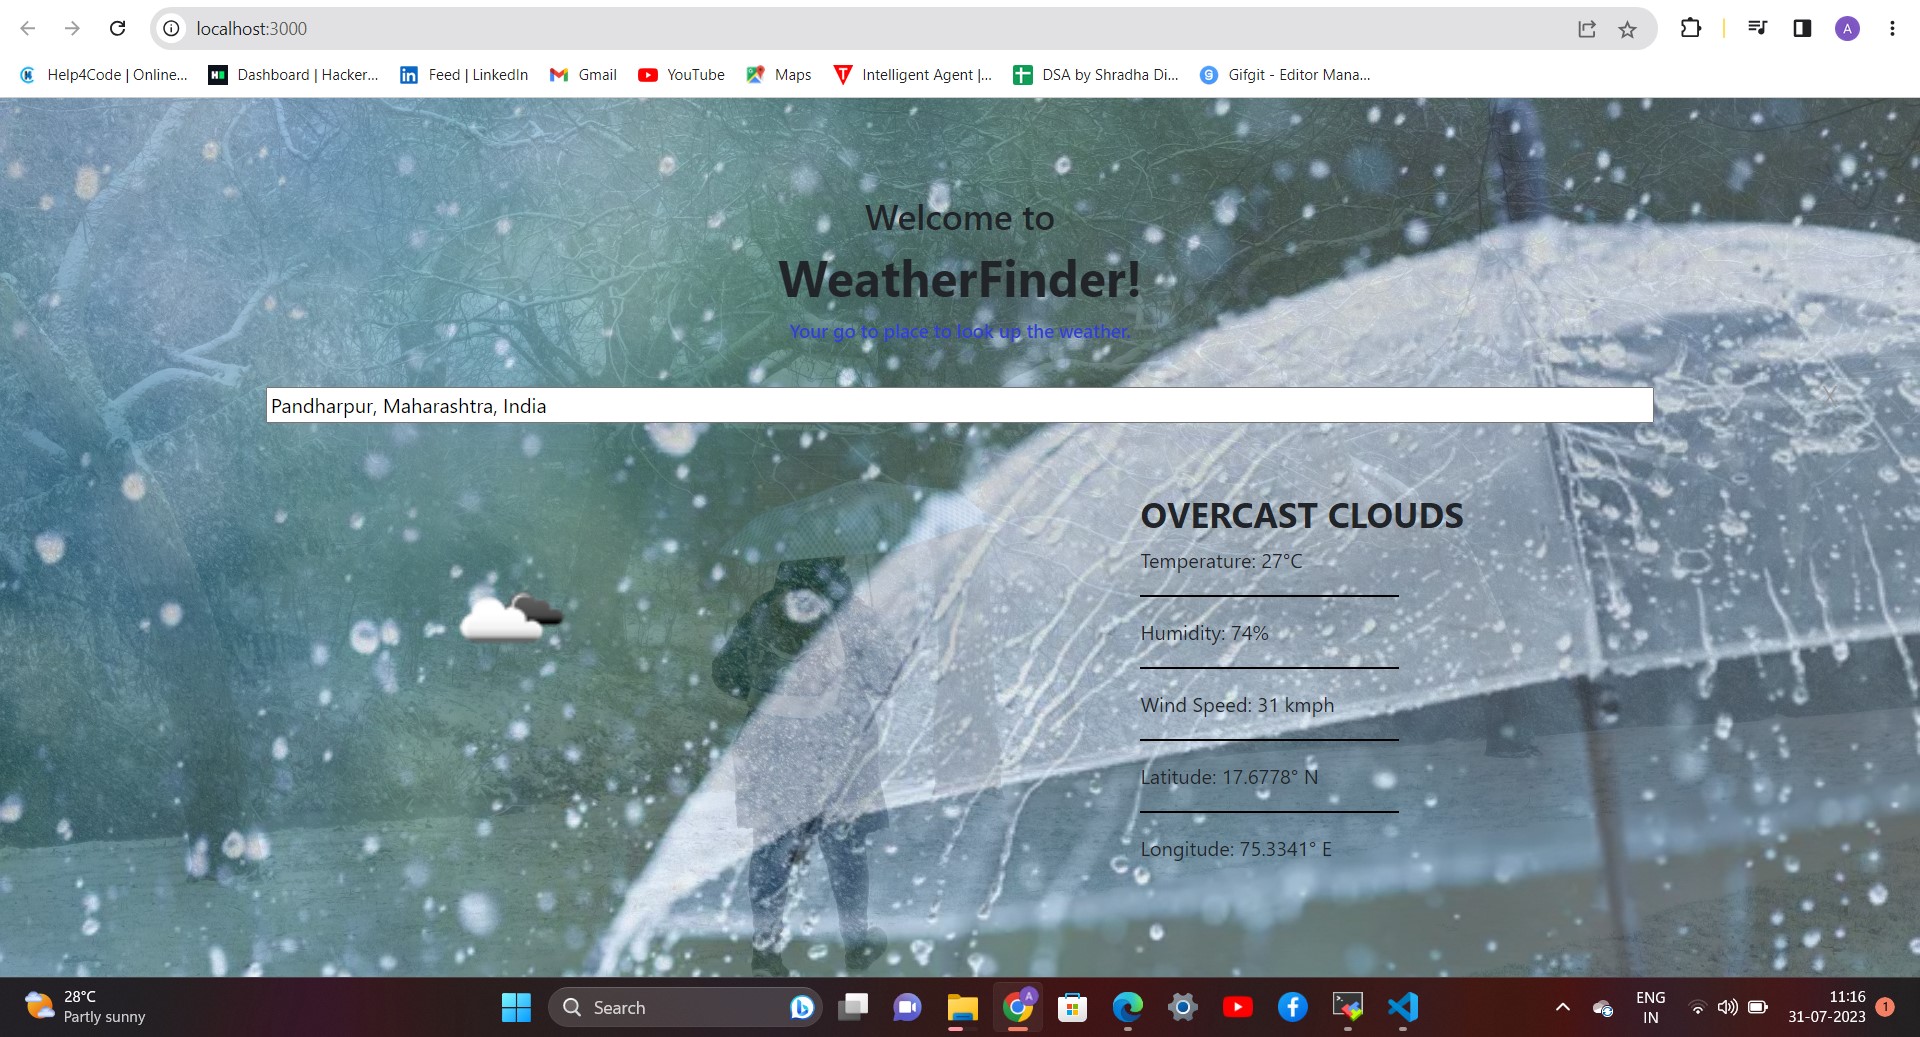 localhost:3000
A
Help4Code | Online...
Dashboard | Hacker...
Feed | LinkedIn
Gmail
YouTube
Maps
Intelligent Agent |...
DSA by Shradha Di...
Gifgit - Editor Mana...
Welcome to
WeatherFinder!
Your go to place to look up the weather.
Pandharpur, Maharashtra, India
OVERCAST CLOUDS
Temperature: 27°C
Humidity: 74%
Wind Speed: 31 kmph
Latitude: 17.6778° N
Longitude: 75.3341° E
28°C
Partly sunny
Search
A
ENG
IN
11:16
31-07-2023
1